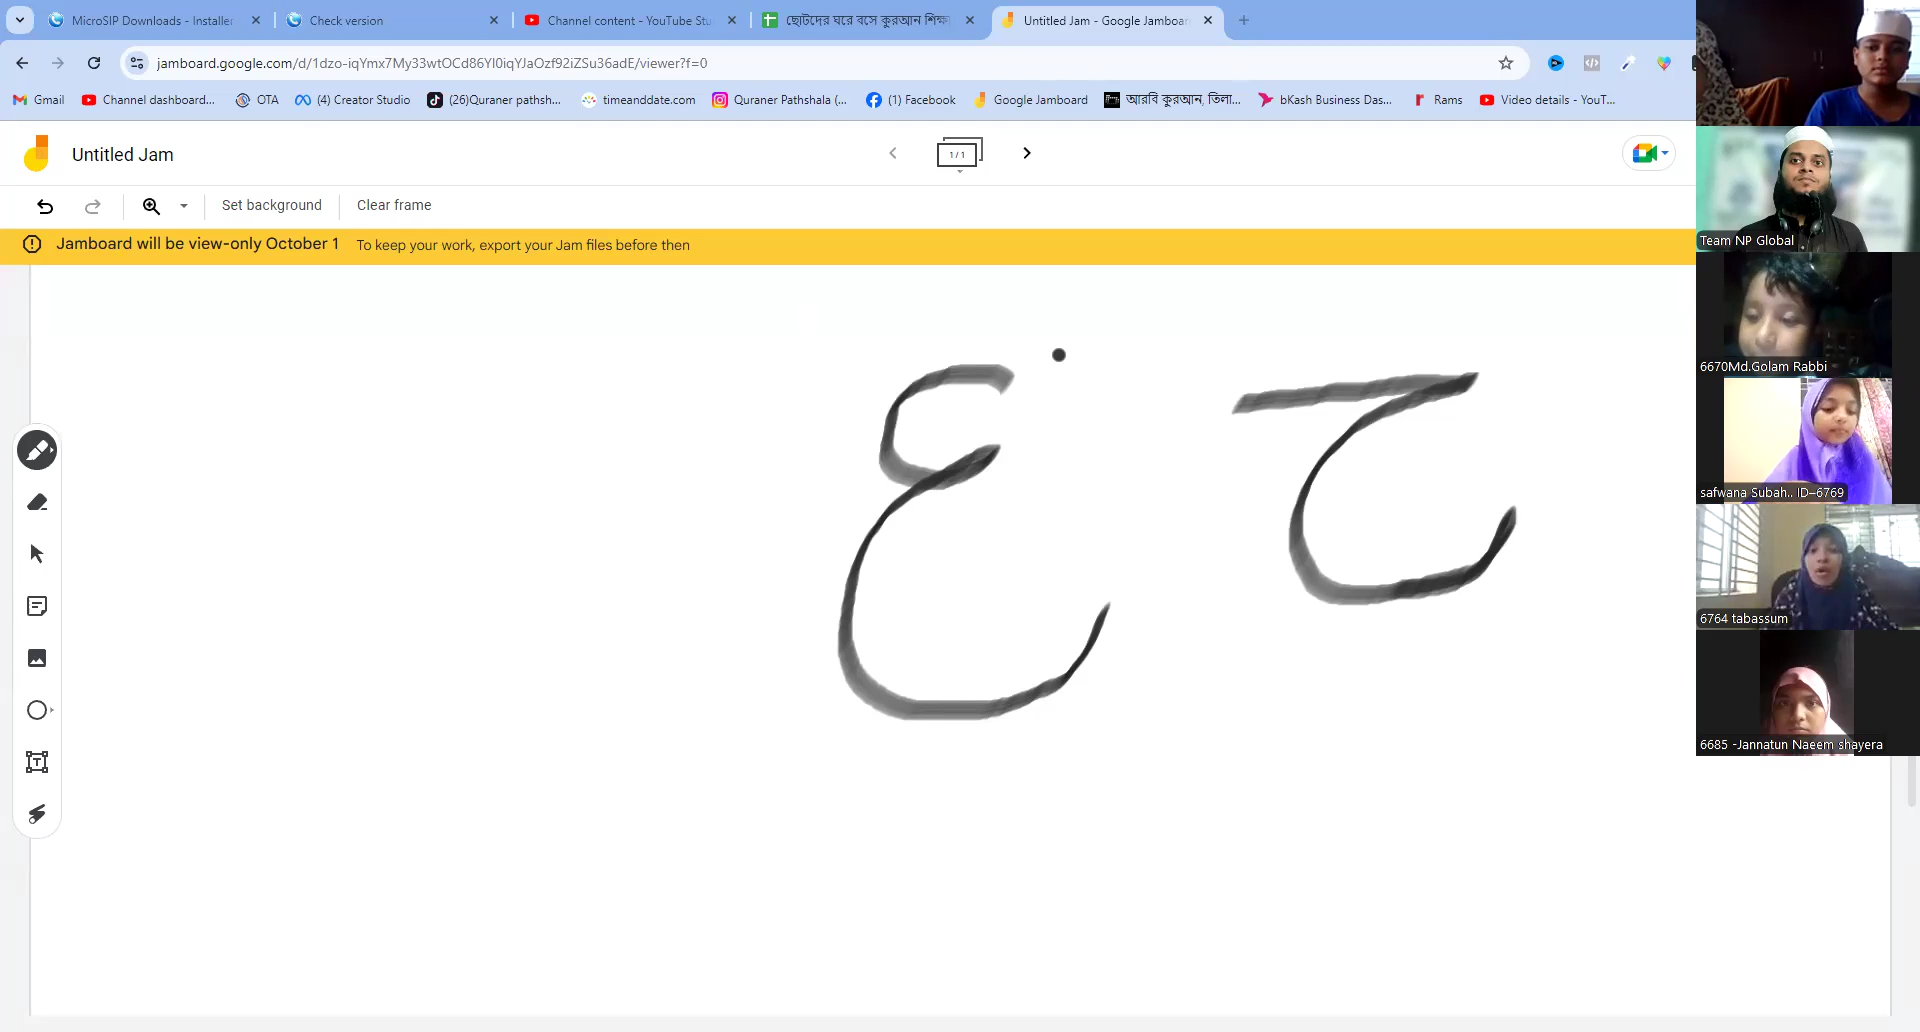 MicroSIP Downloads - Installer
Check version
Channel content - YouTube Stu
ছোটদের ঘরে বসে কুরআন শিক্ষা
Untitled Jam - Google Jamboar
jamboard.google.com/d/1dzo-iqYmx7My33wtOCd86Yl0iqYJaOzf92iZSu36adE/viewer?f=0
Gmail
Channel dashboard...
OTA
(4) Creator Studio
(26)Quraner pathsh...
timeanddate.com
Quraner Pathshala (...
(1) Facebook
Google Jamboard
আরবি কুরআন, তিলা...
bKash Business Das...
Rams
Video details - YouT...
Untitled Jam
1/1
Set background
Clear frame
Jamboard will be view-only October 1 To keep your work, export your Jam files before then
ح ع
Team NP Global
6670Md.Golam Rabbi
safwana Subah.. ID-6769
6764 tabassum
6685 -Jannatun Naeem shayera